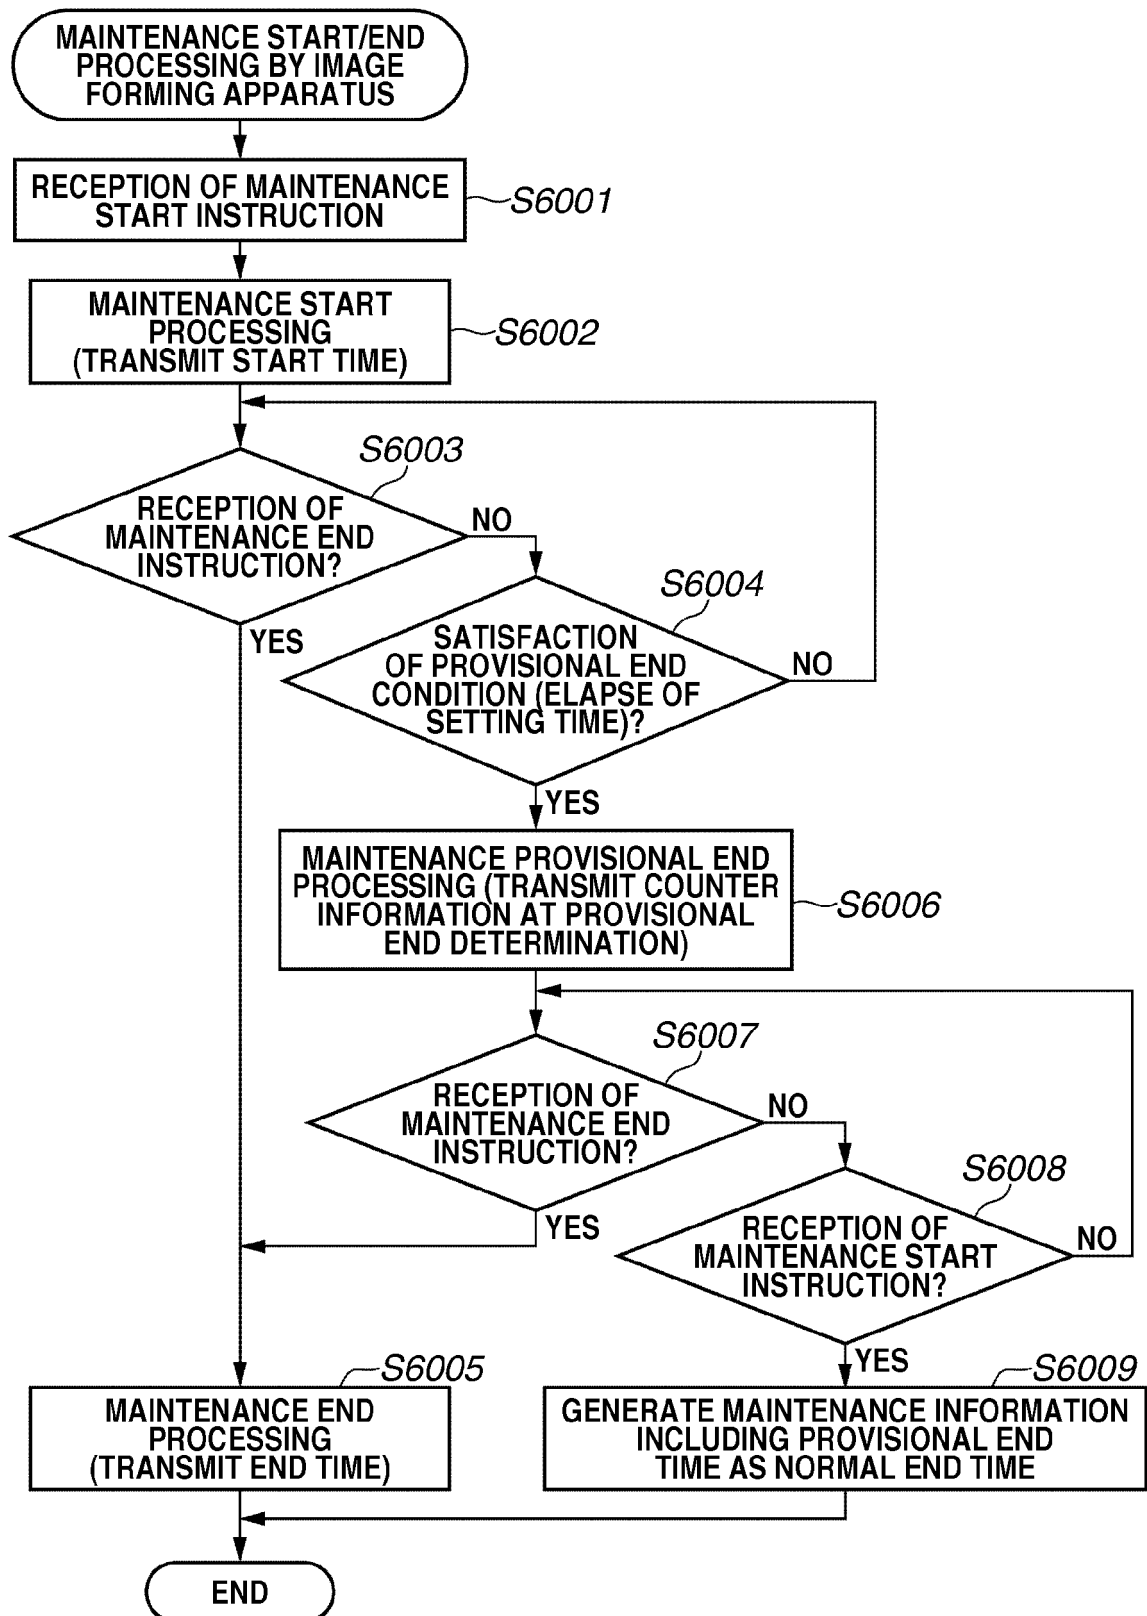 MAINTENANCE START/END
PROCESSING BY IMAGE
FORMING APPARATUS
RECEPTION OF MAINTENANCE
START INSTRUCTION
S6001
MAINTENANCE START
PROCESSING
(TRANSMIT START TIME)
S6002
S6003
RECEPTION OF
MAINTENANCE END
INSTRUCTION?
NO
YES
S6004
SATISFACTION
OF PROVISIONAL END
CONDITION (ELAPSE OF
SETTING TIME)?
NO
YES
MAINTENANCE PROVISIONAL END
PROCESSING (TRANSMIT COUNTER
INFORMATION AT PROVISIONAL
END DETERMINATION)
S6006
S6007
RECEPTION OF
MAINTENANCE END
INSTRUCTION?
NO
YES
S6008
RECEPTION OF
MAINTENANCE START
INSTRUCTION?
NO
YES
S6005
MAINTENANCE END
PROCESSING
(TRANSMIT END TIME)
S6009
GENERATE MAINTENANCE INFORMATION
INCLUDING PROVISIONAL END
TIME AS NORMAL END TIME
END